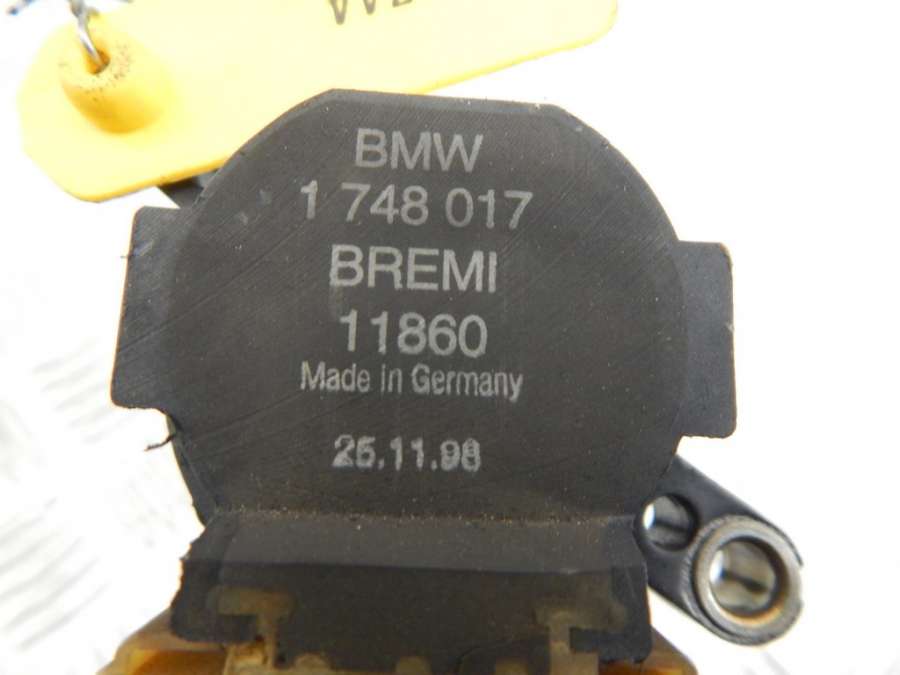 BMW
1 748 017
BREMI
11860
Made in Germany
25.11.98